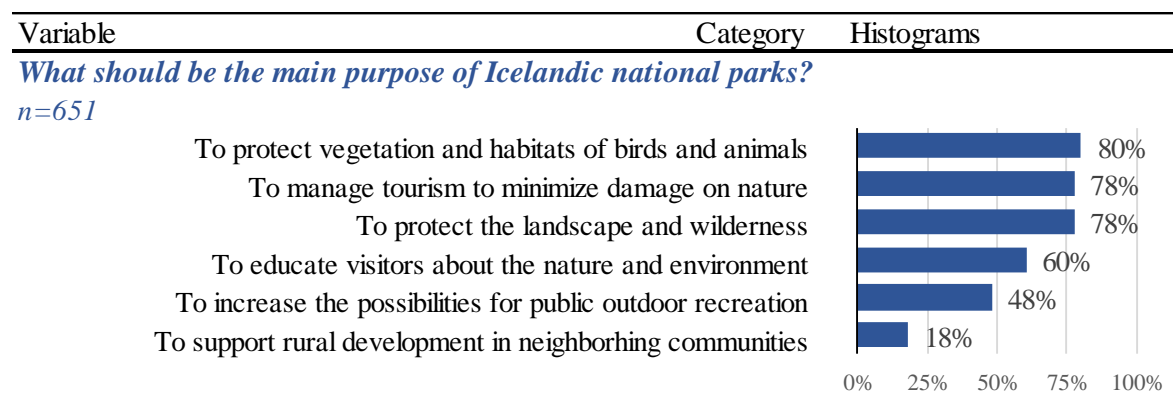 Variable Category Histograms
What should be the main purpose of Icelandic national parks?
n=651
To protect vegetation and habitats of birds and animals 80%
To manage tourism to minimize damage on nature 78%
To protect the landscape and wilderness 78%
To educate visitors about the nature and environment 60%
To increase the possibilities for public outdoor recreation 48%
To support rural development in neighborhing communities 18%
0% 25% 50% 75% 100%